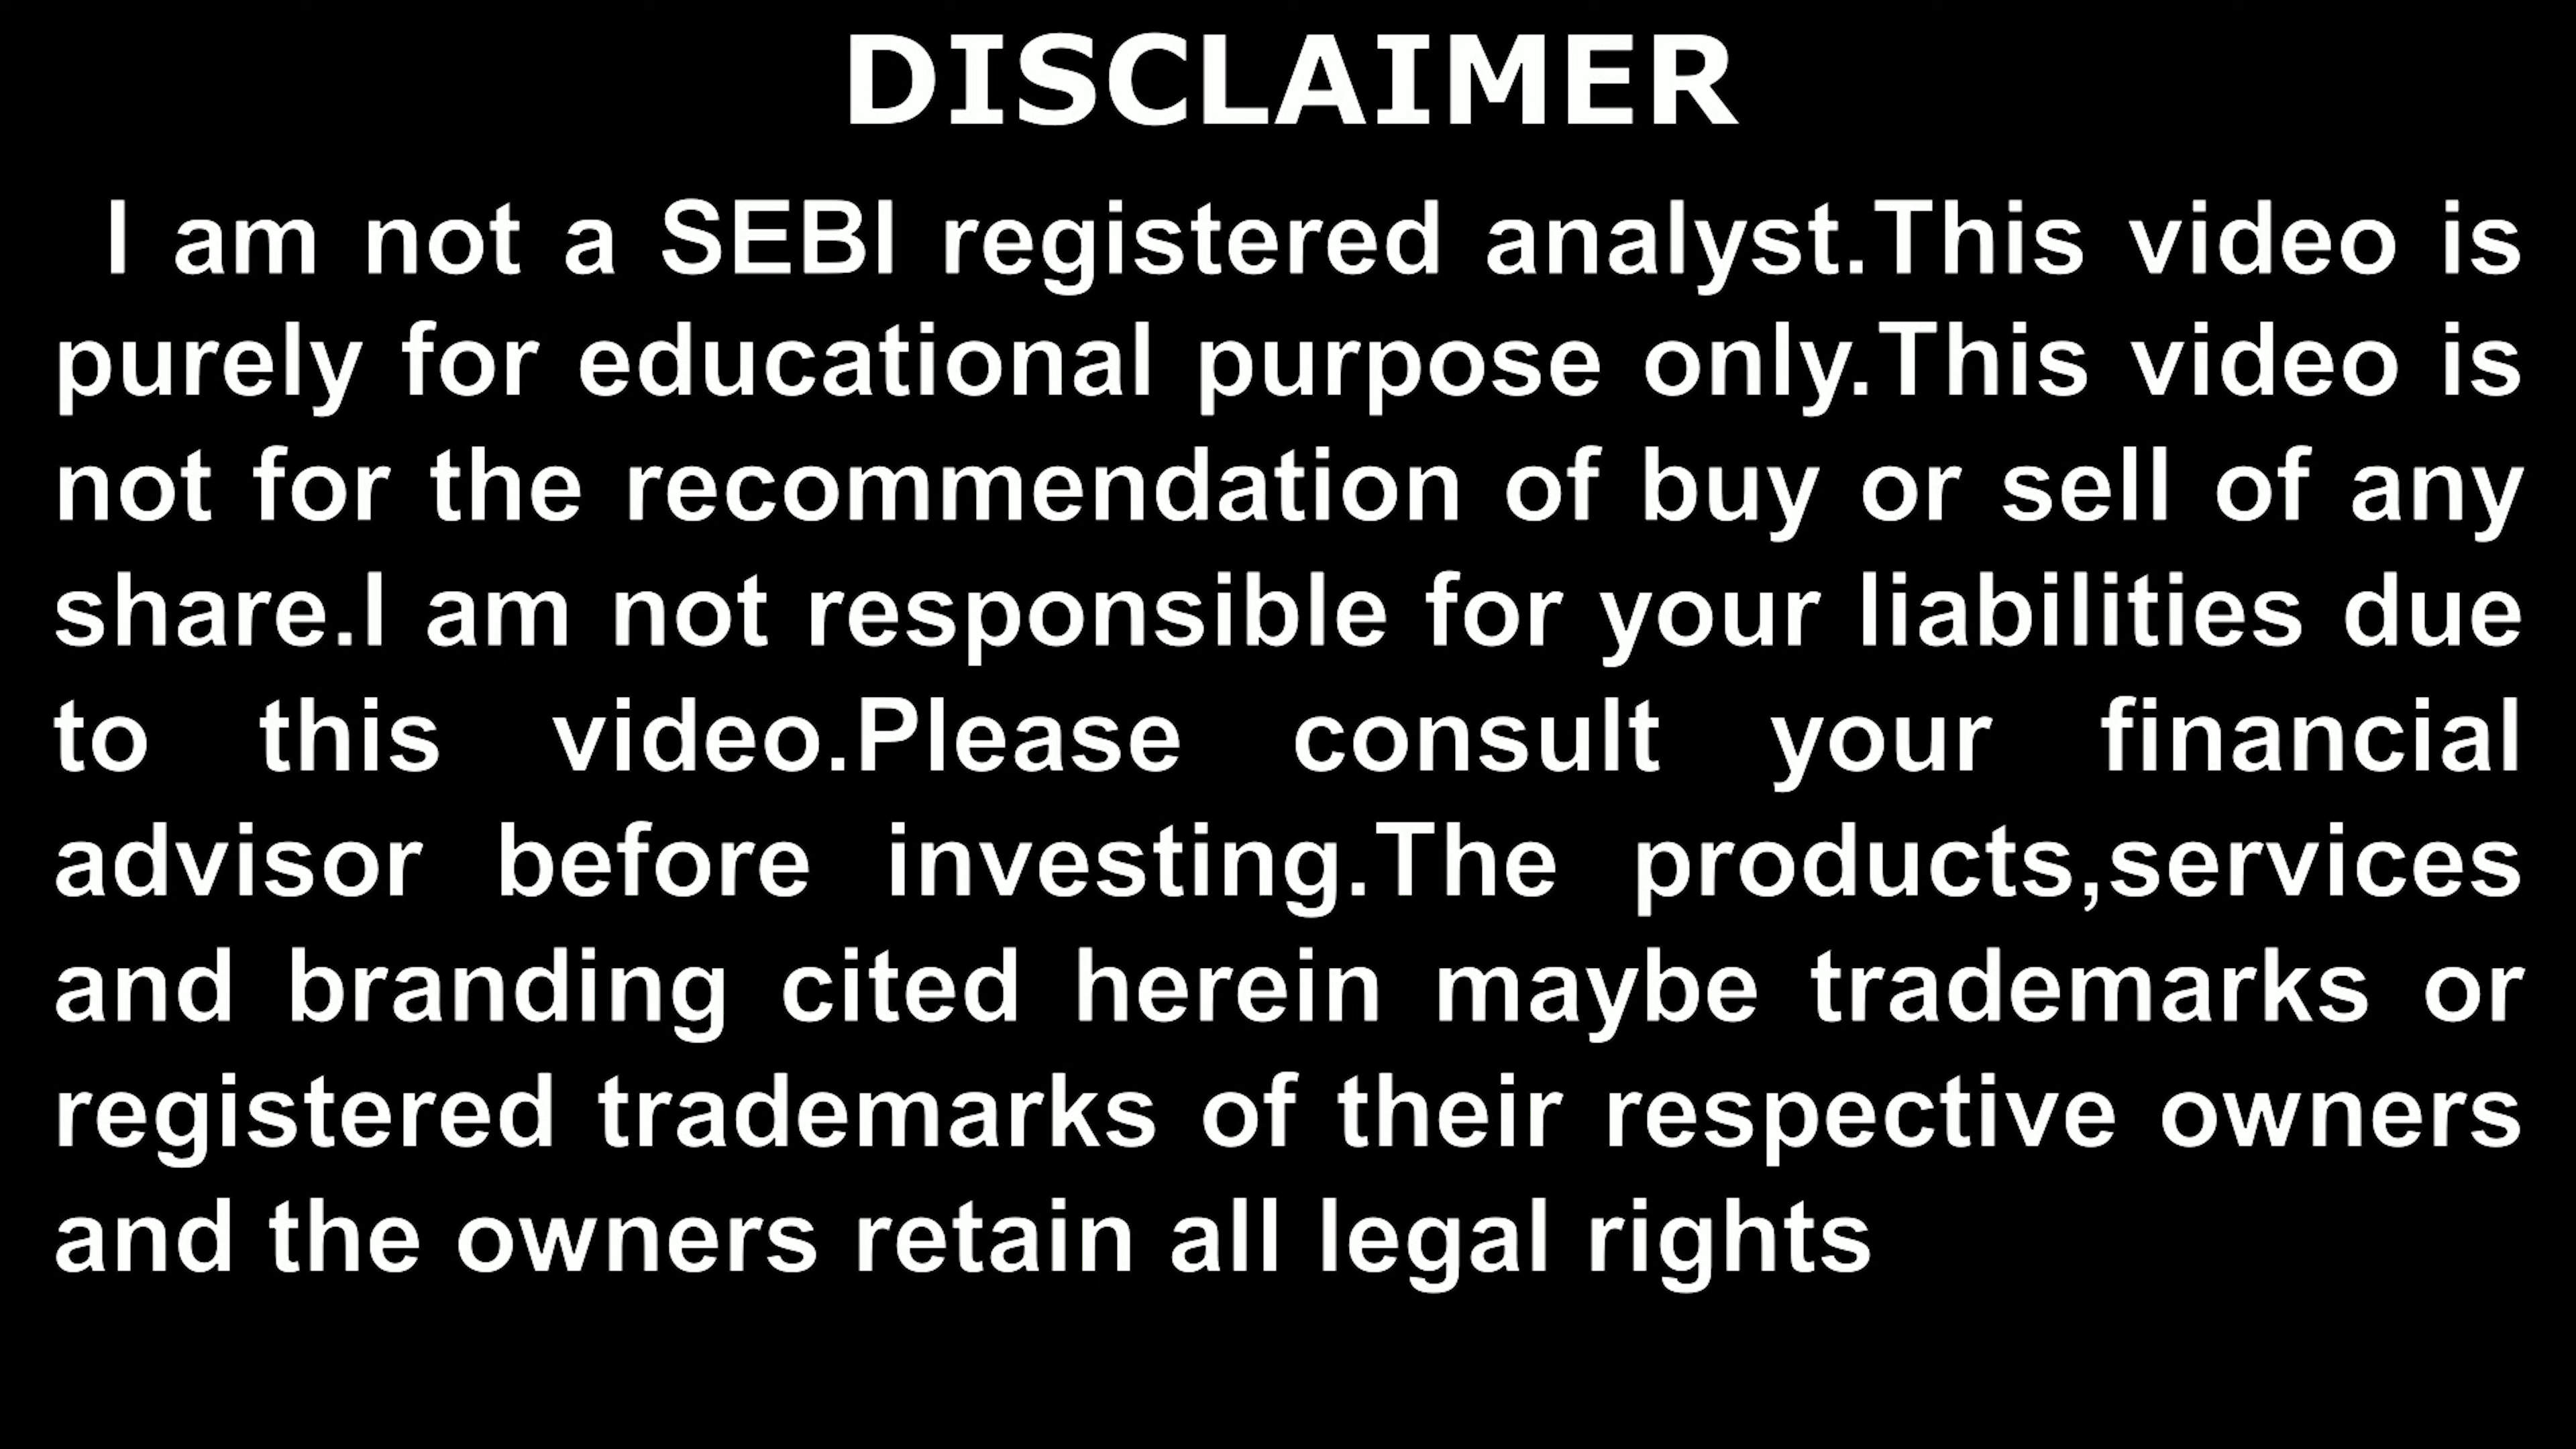 DISCLAIMER
I am not a SEBI registered analyst.This video is
purely for educational purpose only.This video is
not for the recommendation of buy or sell of any
share.I am not responsible for your liabilities due
to this video.Please consult your financial
advisor before investing.The products,services
and branding cited herein maybe trademarks or
registered trademarks of their respective owners
and the owners retain all legal rights